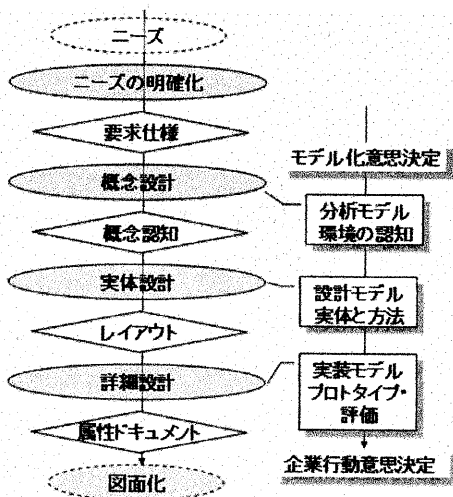 ニーズ
ニーズの明確化
要求仕様
概念設計
概念認知
実体設計
レイアウト
詳細設計
属性ドキュメント
図面化
モデル化意思決定
分析モデル
環境の認知
設計モデル
実体と方法
実装モデル
プロトタイプ・
評価
企業行動意思決定